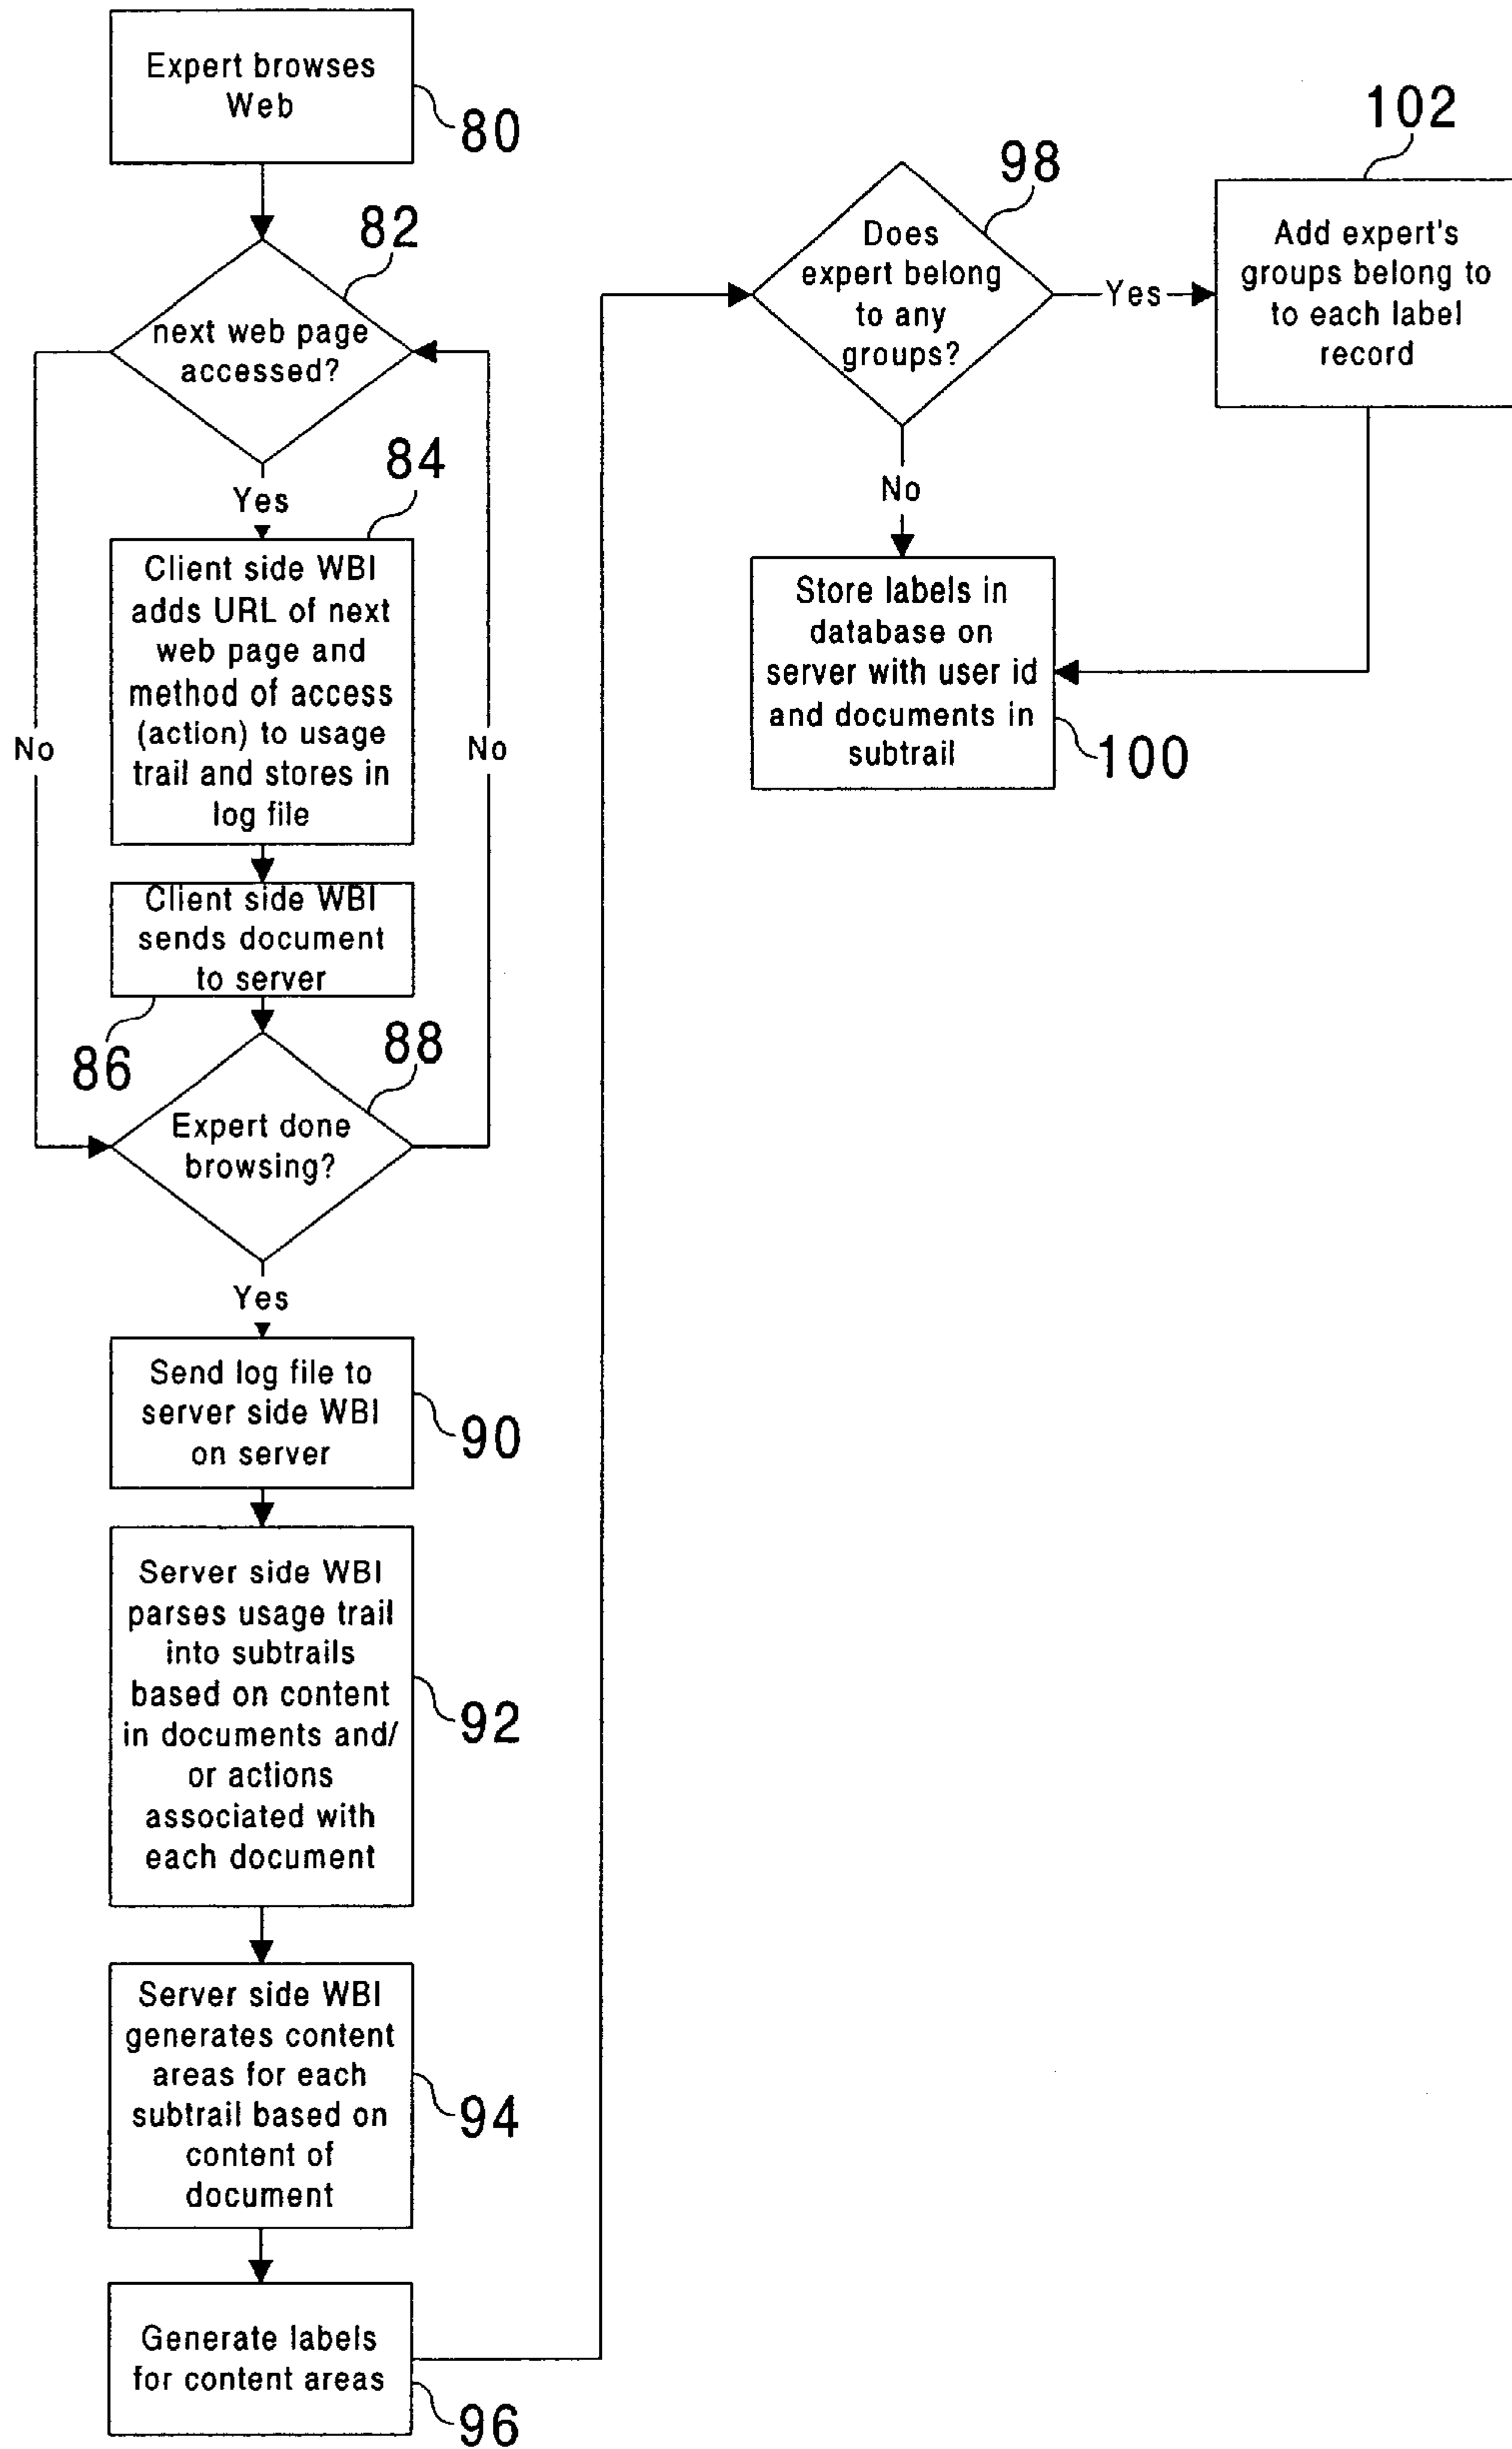 Expert browses
Web
80
82
next web page
accessed?
84
Yes
Client side WBI
adds URL of next
web page and
method of access
(action) to usage
trail and stores in
log file
No
No
Client side WBI
sends document
to server
86
88
Expert done
browsing?
Yes
Send log file to
server side WBI
on server
90
Server side WBI
parses usage trail
into subtrails
based on content
in documents and/
or actions
associated with
each document
92
Server side WBI
generates content
areas for each
subtrail based on
content of
document
94
Generate labels
for content areas
96
98
Does
expert belong
to any
groups?
Yes
102
Add expert's
groups belong to
to each label
record
No
Store labels in
database on
server with user id
and documents in
subtrail
100